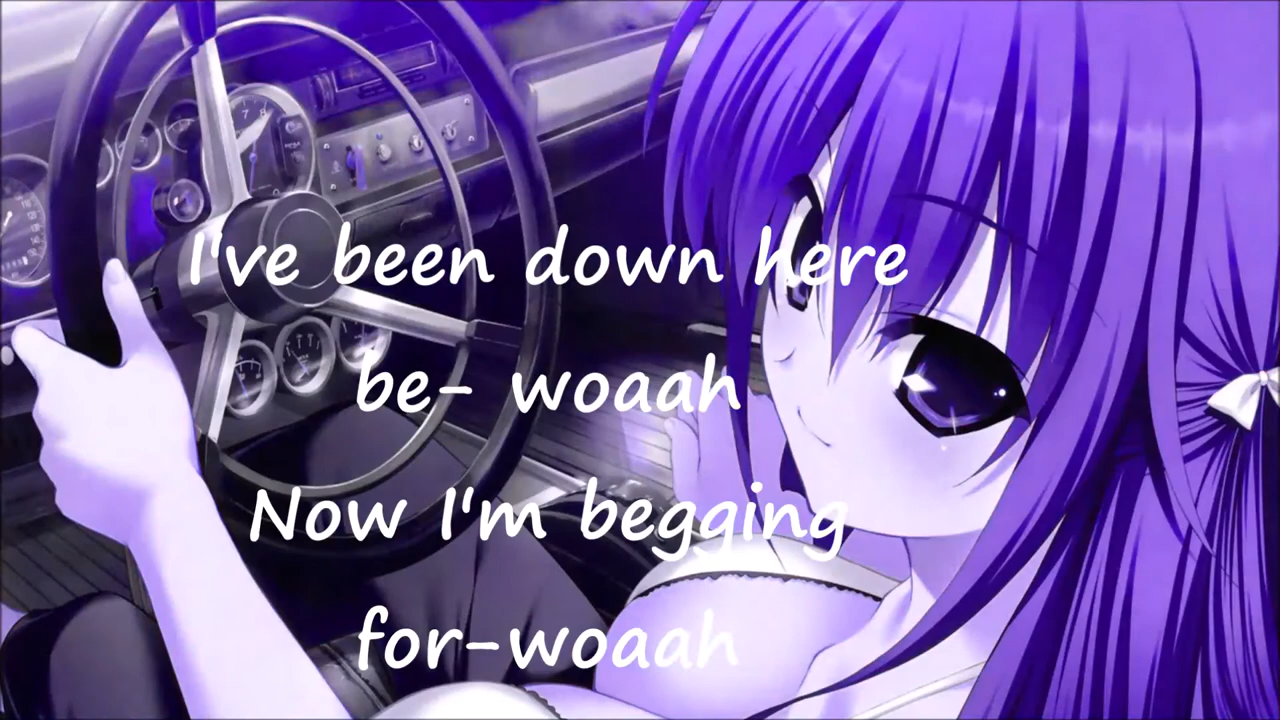 I've been down here
be- woaah
Now I'm begging
for-woaah